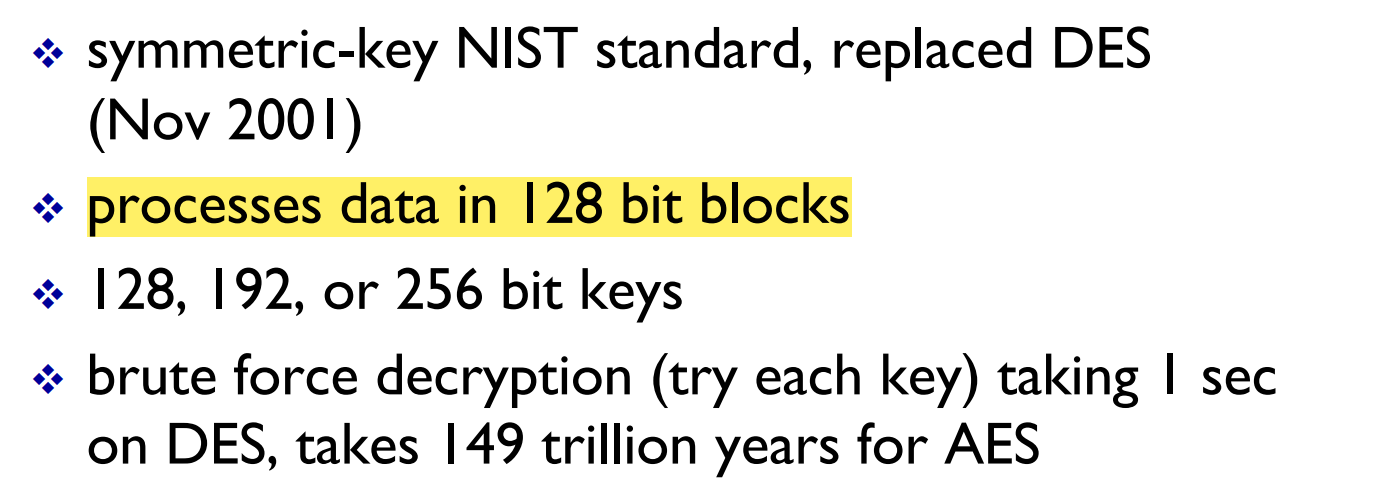 ❖ symmetric-key NIST standard, replaced DES
(Nov 2001)
❖ processes data in 128 bit blocks
❖ 128, 192, or 256 bit keys
❖ brute force decryption (try each key) taking 1 sec
on DES, takes 149 trillion years for AES